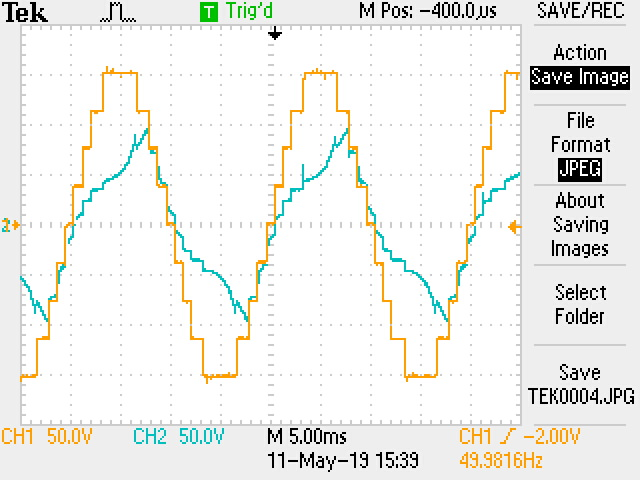 Tek T Trig'd M Pos: -400.0µs SAVE/REC
Action
Save Image
File
Format
JPEG
About
Saving
Images
Select
Folder
Save
TEK0004.JPG
2
CH1 50.0V CH2 50.0V M 5.00ms CH1 / -2.00V
11-May-19 15:39 49.9816Hz